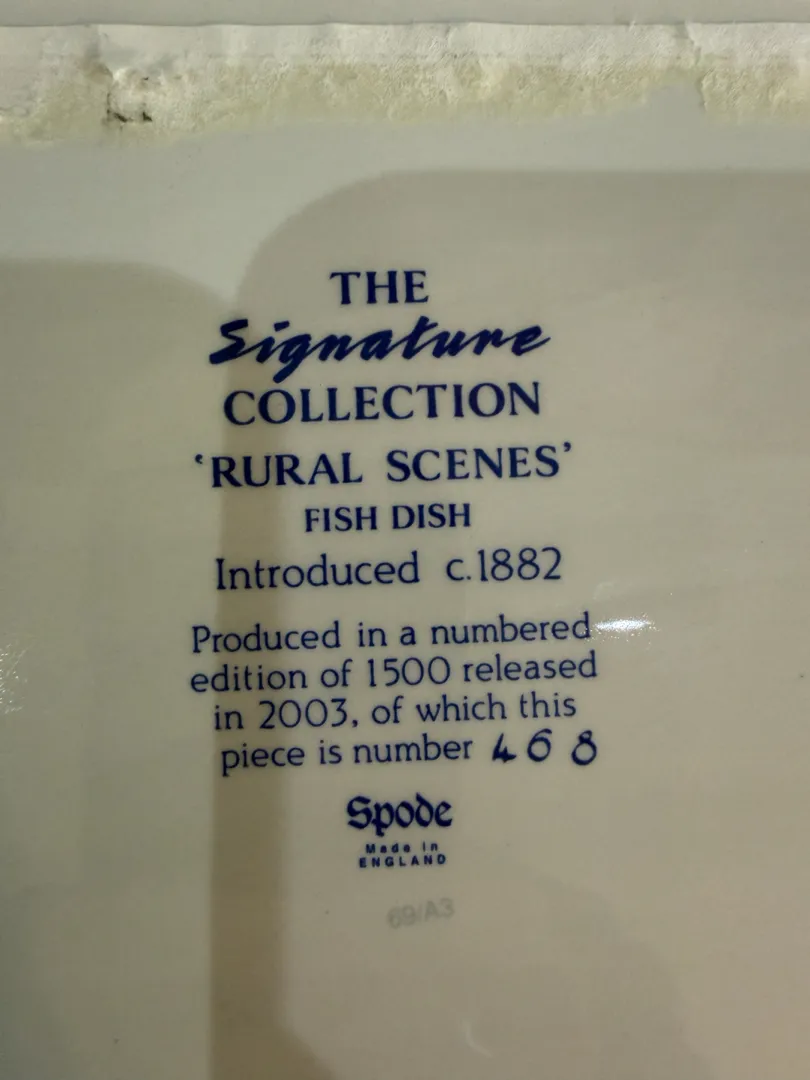 THE
Signature
COLLECTION
‘RURAL SCENES’
FISH DISH
Introduced c.1882
Produced in a numbered
edition of 1500 released
in 2003, of which this
piece is number 468
Spode
Made in
ENGLAND
69/A3